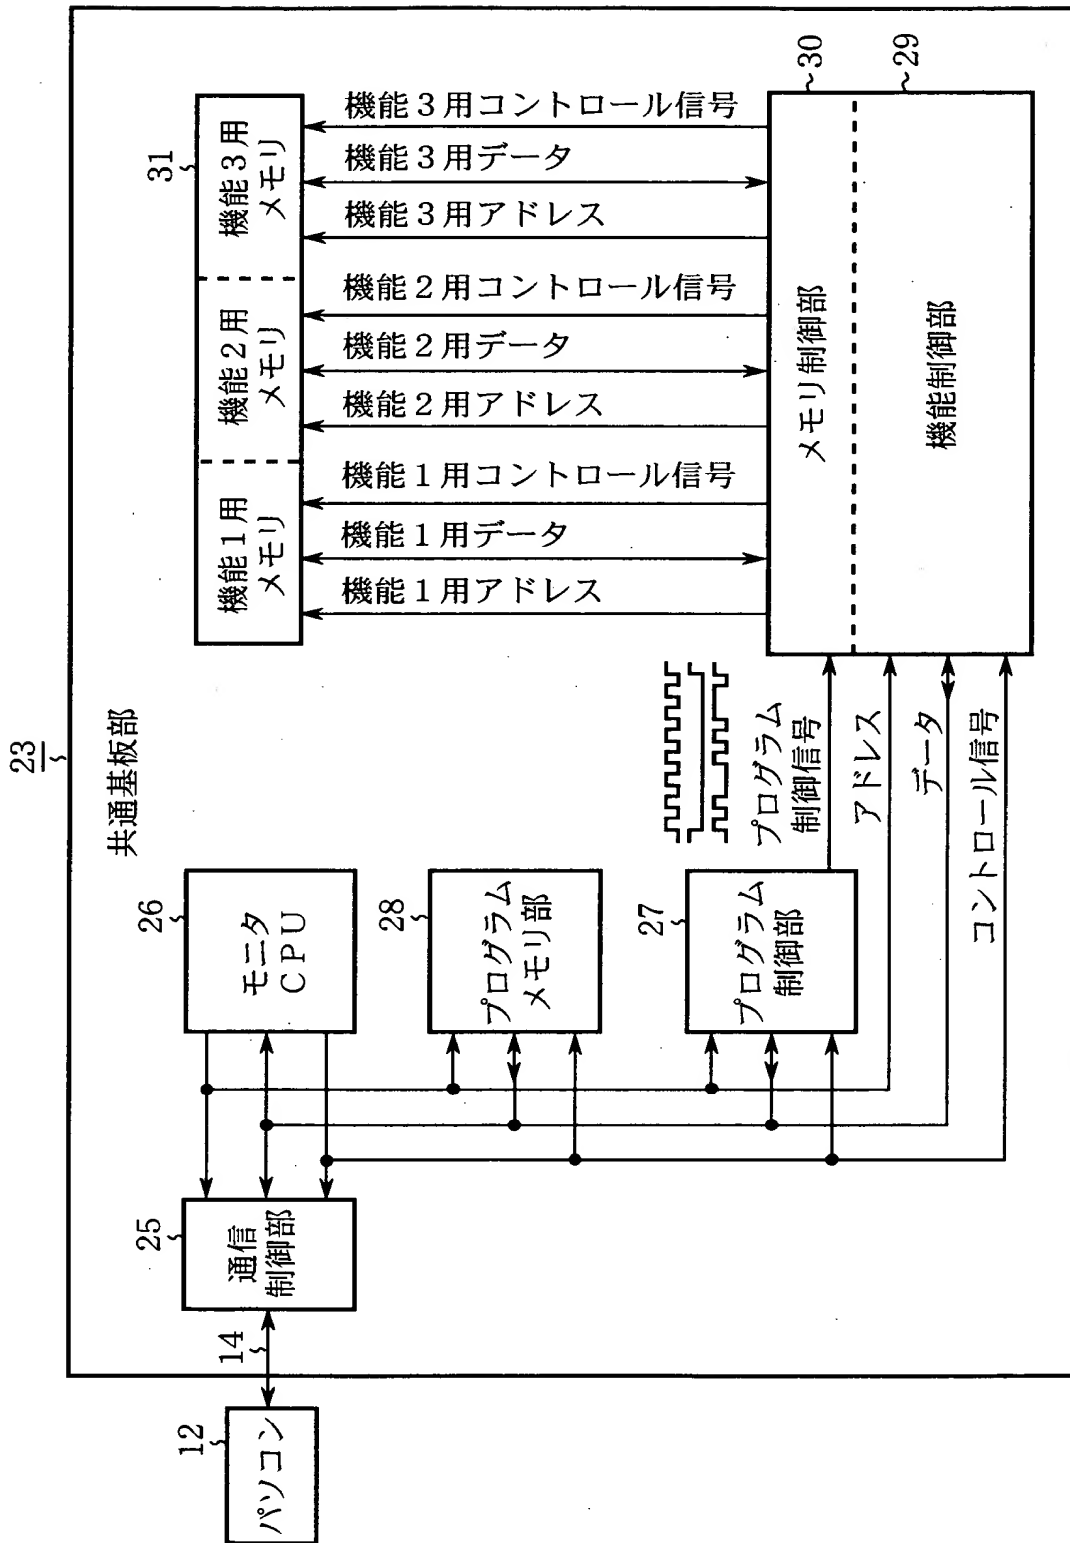 23
共通基板部
12
パソコン
14
25
通信
制御部
26
モニタ
CPU
28
プログラム
メモリ部
27
プログラム
制御部
プログラム
制御信号
アドレス
データ
コントロール信号
31
機能1用
メモリ
機能2用
メモリ
機能3用
メモリ
機能1用アドレス
機能1用データ
機能1用コントロール信号
機能2用アドレス
機能2用データ
機能2用コントロール信号
機能3用アドレス
機能3用データ
機能3用コントロール信号
メモリ制御部
30
機能制御部
29